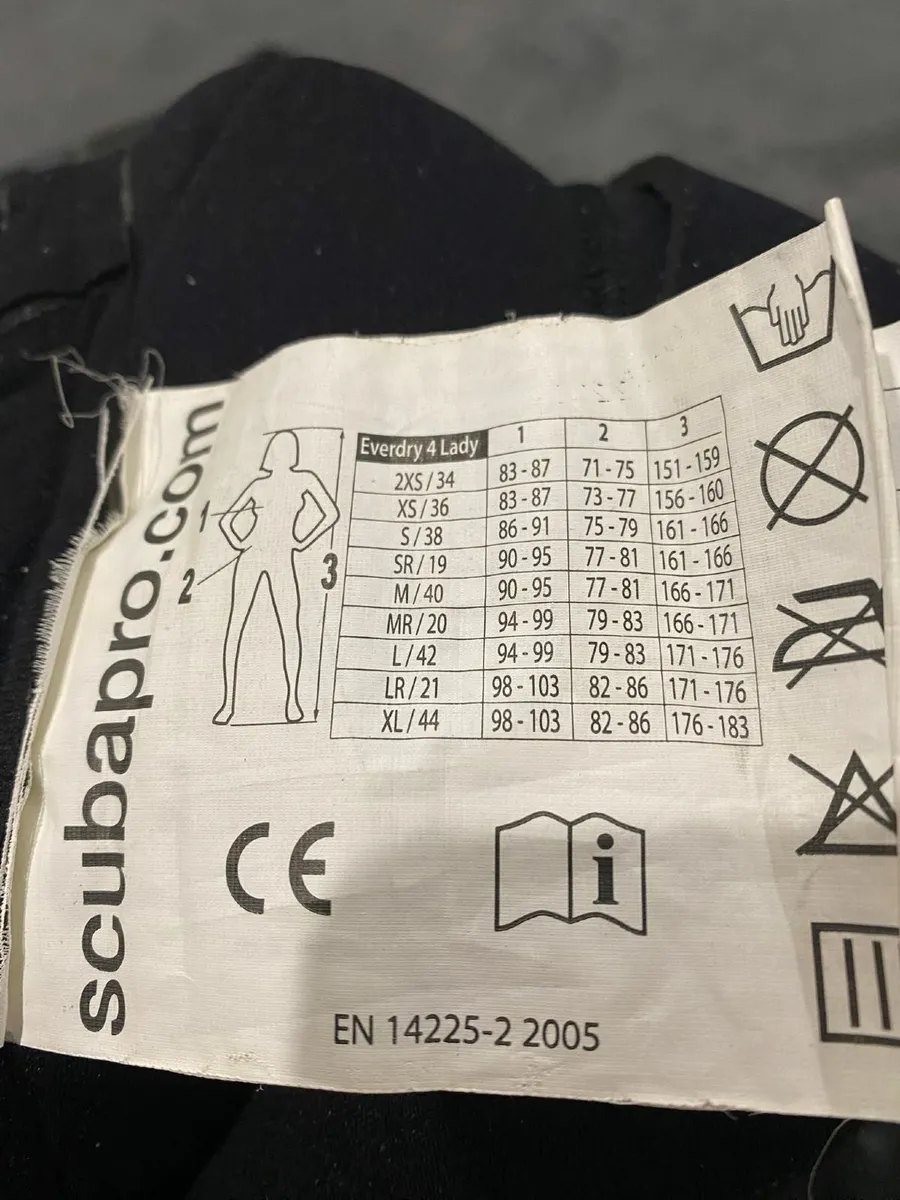 scubapro.com
1
2
3
Everdry 4 Lady 1 2 3
2XS / 34 83 - 87 71 - 75 151 - 159
XS / 36 83 - 87 73 - 77 156 - 160
S / 38 86 - 91 75 - 79 161 - 166
SR / 19 90 - 95 77 - 81 161 - 166
M / 40 90 - 95 77 - 81 166 - 171
MR / 20 94 - 99 79 - 83 166 - 171
L / 42 94 - 99 79 - 83 171 - 176
LR / 21 98 - 103 82 - 86 171 - 176
XL / 44 98 - 103 82 - 86 176 - 183
CE
i
EN 14225-2 2005